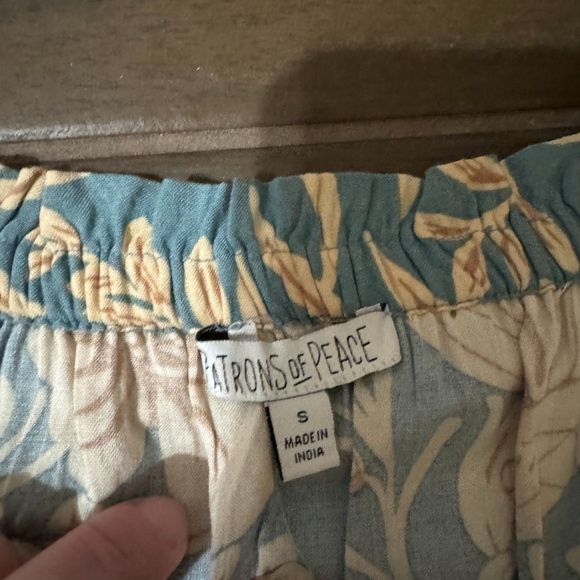 PATRONS OF PEACE
S
MADE IN
INDIA